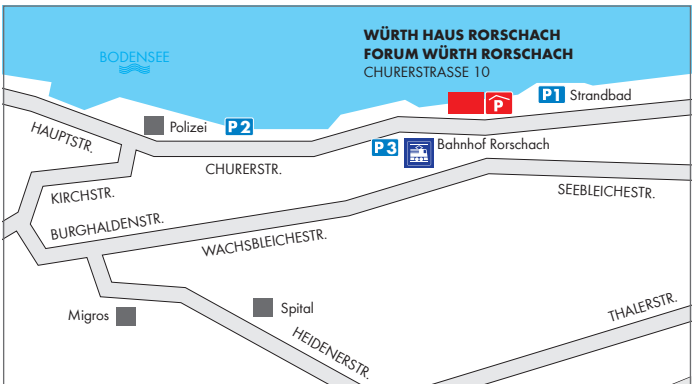 WÜRTH HAUS RORSCHACH
FORUM WÜRTH RORSCHACH
CHURERSTRASSE 10
BODENSEE
P
P1 Strandbad
HAUPTSTR.
Polizei
P2
P3
Bahnhof Rorschach
CHURERSTR.
KIRCHSTR.
SEEBLEICHESTR.
BURGHALDENSTR.
WACHSBLEICHESTR.
Migros
Spital
THALERSTR.
HEIDENERSTR.